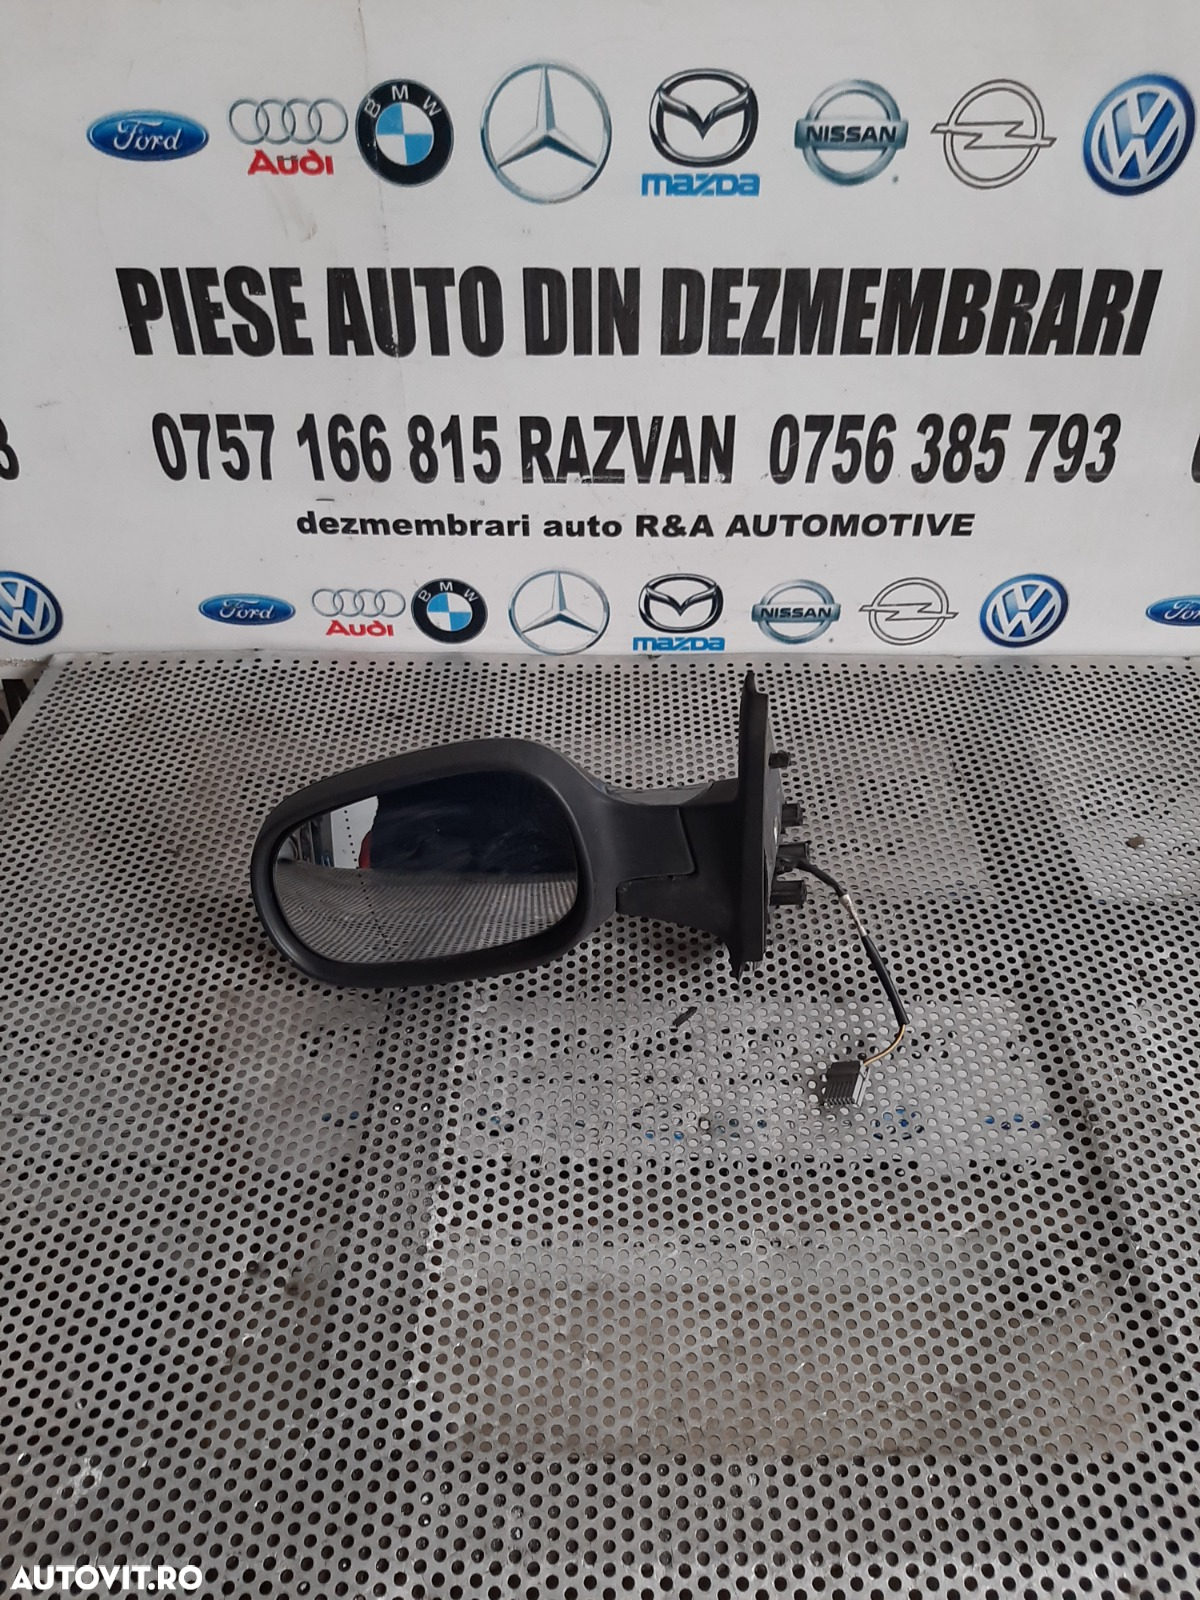 Ford Audi BMW mazda NISSAN
PIESE AUTO DIN DEZMEMBRARI
0757 166 815 RAZVAN 0756 385 793
dezmembrari auto R&A AUTOMOTIVE
Ford Audi BMW mazda NISSAN Ford
AUTOVIT.RO